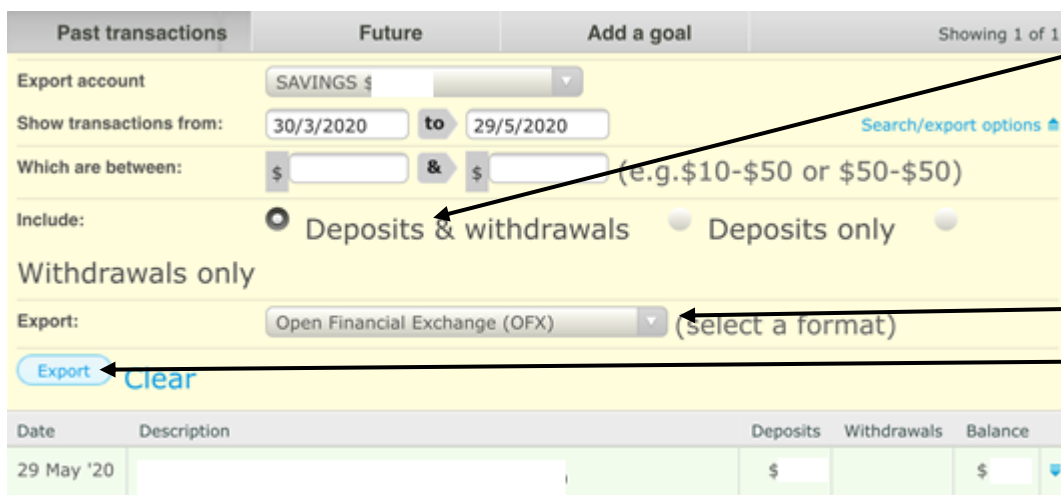 Past transactions Future Add a goal Showing 1 of 1
Export account SAVINGS $
Show transactions from: 30/3/2020 to 29/5/2020 Search/export options
Which are between: $ & $ (e.g.$10-$50 or $50-$50)
Include: Deposits & withdrawals Deposits only
Withdrawals only
Export: Open Financial Exchange (OFX) (select a format)
Export Clear
Date Description Deposits Withdrawals Balance
29 May '20 $ $